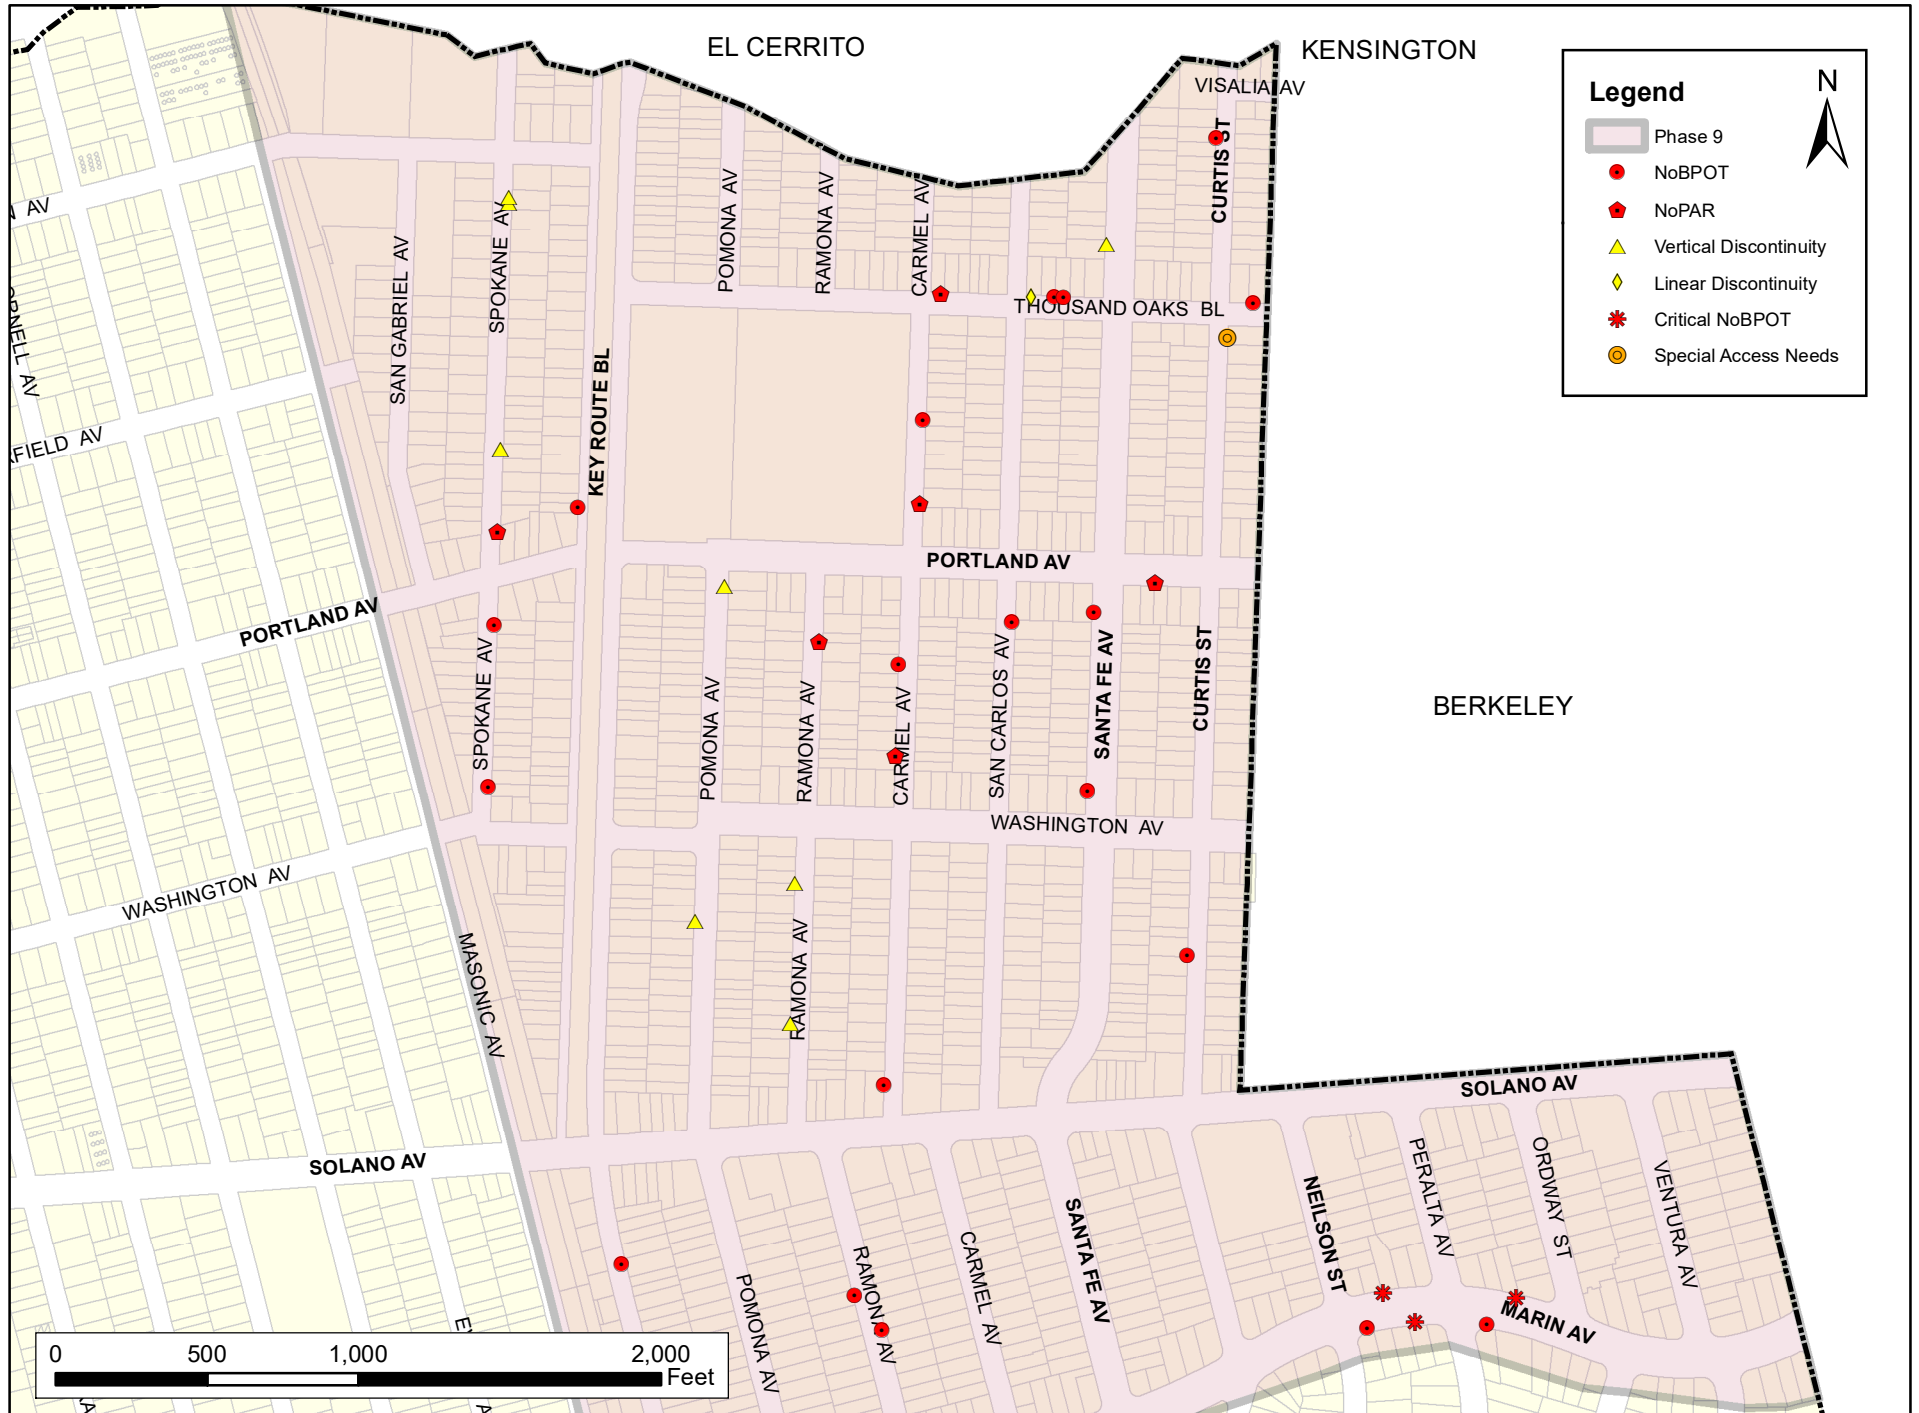 EL CERRITO
KENSINGTON
VISALIA AV
Legend
N
Phase 9
NoBPOT
NoPAR
Vertical Discontinuity
Linear Discontinuity
Critical NoBPOT
Special Access Needs
CURTIS ST
POMONA AV
RAMONA AV
CARMEL AV
SPOKANE AV
SAN GABRIEL AV
AV
THOUSAND OAKS BL
KEY ROUTE BL
RNELL AV
RFIELD AV
PORTLAND AV
PORTLAND AV
SPOKANE AV
POMONA AV
RAMONA AV
CARMEL AV
SAN CARLOS AV
SANTA FE AV
CURTIS ST
BERKELEY
WASHINGTON AV
WASHINGTON AV
MASONIC AV
RAMONA AV
SOLANO AV
SOLANO AV
NEILSON ST
PERALTA AV
ORDWAY ST
VENTURA AV
SANTA FE AV
CARMEL AV
RAMONA AV
POMONA AV
MARIN AV
0 500 1,000 2,000
Feet